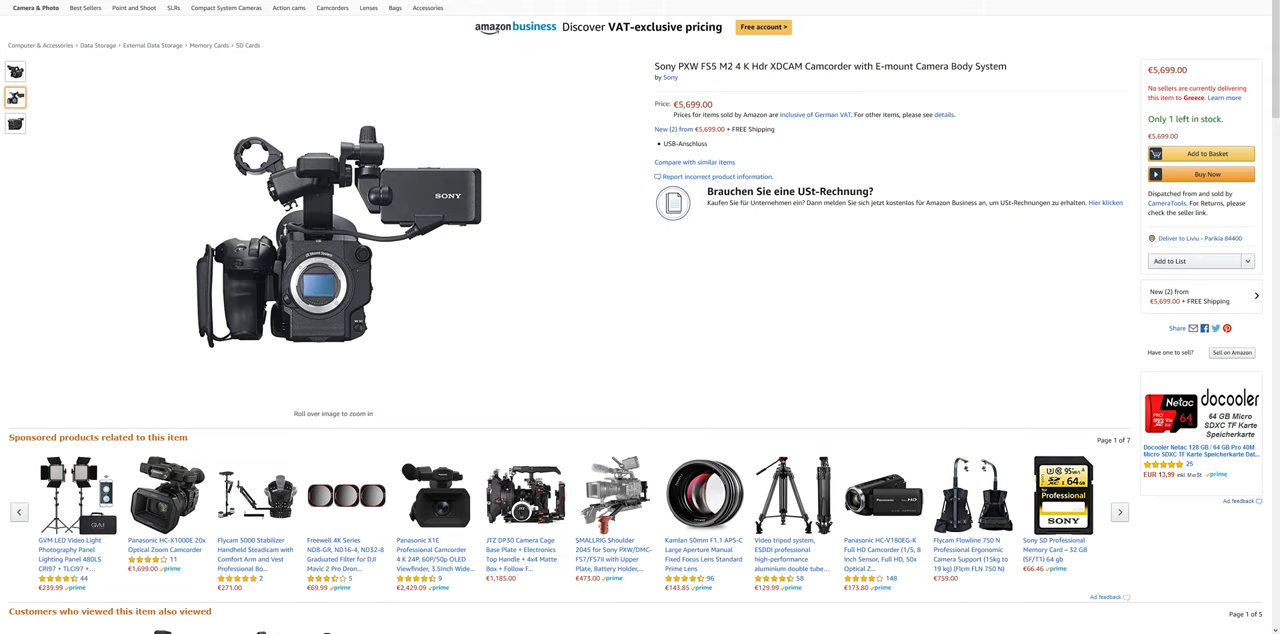 Camera & Photo Best Sellers Point and Shoot SLRs Compact System Cameras Action cams Camcorders Lenses Bags Accessories
amazonbusiness Discover VAT-exclusive pricing Free account >
Computer & Accessories › Data Storage › External Data Storage › Memory Cards › SD Cards
Sony PXW FS5 M2 4 K Hdr XDCAM Camcorder with E-mount Camera Body System
by Sony
Price: €5,699.00
Prices for items sold by Amazon are inclusive of German VAT. For other items, please see details.
New (2) from €5,699.00 + FREE Shipping
• USB-Anschluss
Compare with similar items
Report incorrect product information.
Brauchen Sie eine USt-Rechnung?
Kaufen Sie für Unternehmen ein? Dann melden Sie sich jetzt kostenlos für Amazon Business an, um USt-Rechnungen zu erhalten. Hier klicken
SONY
Roll over image to zoom in
€5,699.00
No sellers are currently delivering
this item to Greece. Learn more
Only 1 left in stock.
€5,699.00
Add to Basket
Buy Now
Dispatched from and sold by
CameraTools. For Returns, please
check the seller link.
Deliver to Liviu - Parikia 84400
Add to List
New (2) from
€5,699.00 + FREE Shipping
Share
Have one to sell? Sell on Amazon
Netac
PRO
64
docooler
64 GB Micro
SDXC TF Karte
Speicherkarte
Docooler Netac 128 GB / 64 GB Pro 40M
Micro SDXC TF Karte Speicherkarte Dat...
25
EUR 13,99 inkl. MwSt. prime
Ad feedback
Sponsored products related to this item
Page 1 of 7
GVM
GVM LED Video Light
Photography Panel
Lighting Panel 480LS
CRI97 + TLCI97 +...
44
€239.99 prime
Panasonic HC-X1000E 20x
Optical Zoom Camcorder
11
€1,699.00 prime
Flycam 5000 Stabilizer
Handheld Steadicam with
Comfort Arm and Vest
Professional Bo...
2
€271.00
Freewell 4K Series
ND8-GR, ND16-4, ND32-8
Graduated Filter for DJI
Mavic 2 Pro Dron...
5
€69.99 prime
Panasonic X1E
Professional Camcorder
4 K 24P, 60P/50p OLED
Viewfinder, 3.5Inch Wide...
9
€2,429.09 prime
JTZ DP30 Camera Cage
Base Plate + Electronics
Top Handle + 4x4 Matte
Box + Follow F...
€1,185.00
SMALLRIG Shoulder
2045 for Sony PXW/DMC-
FS7/FS7II with Upper
Plate, Battery Holder,...
€473.00 prime
Kamlan 50mm F1.1 APS-C
Large Aperture Manual
Fixed Focus Lens Standard
Prime Lens
96
€143.85 prime
Video tripod system,
ESDDI professional
high-performance
aluminium double tube...
58
€129.99 prime
Panasonic HC-V180EG-K
Full HD Camcorder (1/5, 8
Inch Sensor, Full HD, 50x
Optical Z...
148
€173.80 prime
Flycam Flowline 750 N
Professional Ergonomic
Camera Support (15kg to
19 kg) (Flcm FLN 750 N)
€759.00
64 GB
Professional
SONY
Sony SD Professional
Memory Card – 32 GB
(SF/T1) 64 gb
€66.46 prime
Ad feedback
Customers who viewed this item also viewed
Page 1 of 5